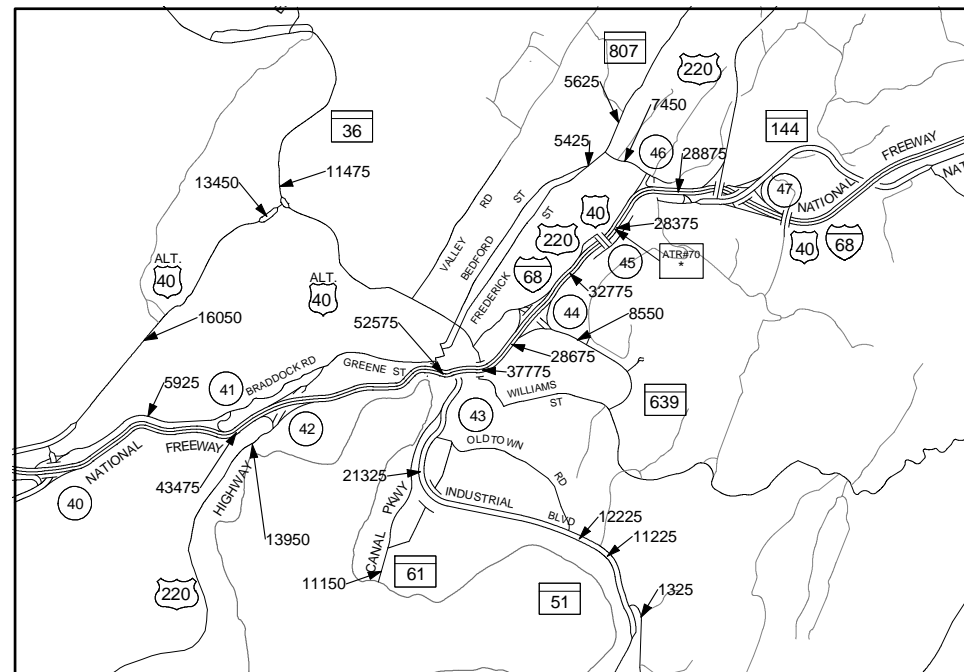 807
220
5625
36
7450
144
5425
46
28875
FREEWAY
NAT
NATIONAL
47
13450
11475
VALLEY RD
BEDFORD ST
FREDERICK ST
40
28375
220
68
45
ATR#70
*
40
68
ALT.
40
ALT.
40
32775
44
8550
16050
52575
28675
37775
BRADDOCK RD
GREENE ST
41
5925
WILLIAMS ST
639
42
43
NATIONAL FREEWAY
OLDTOWN RD
40
43475
HIGHWAY
21325
INDUSTRIAL BLVD
12225
11225
13950
CANAL PKWY
61
11150
51
1325
220